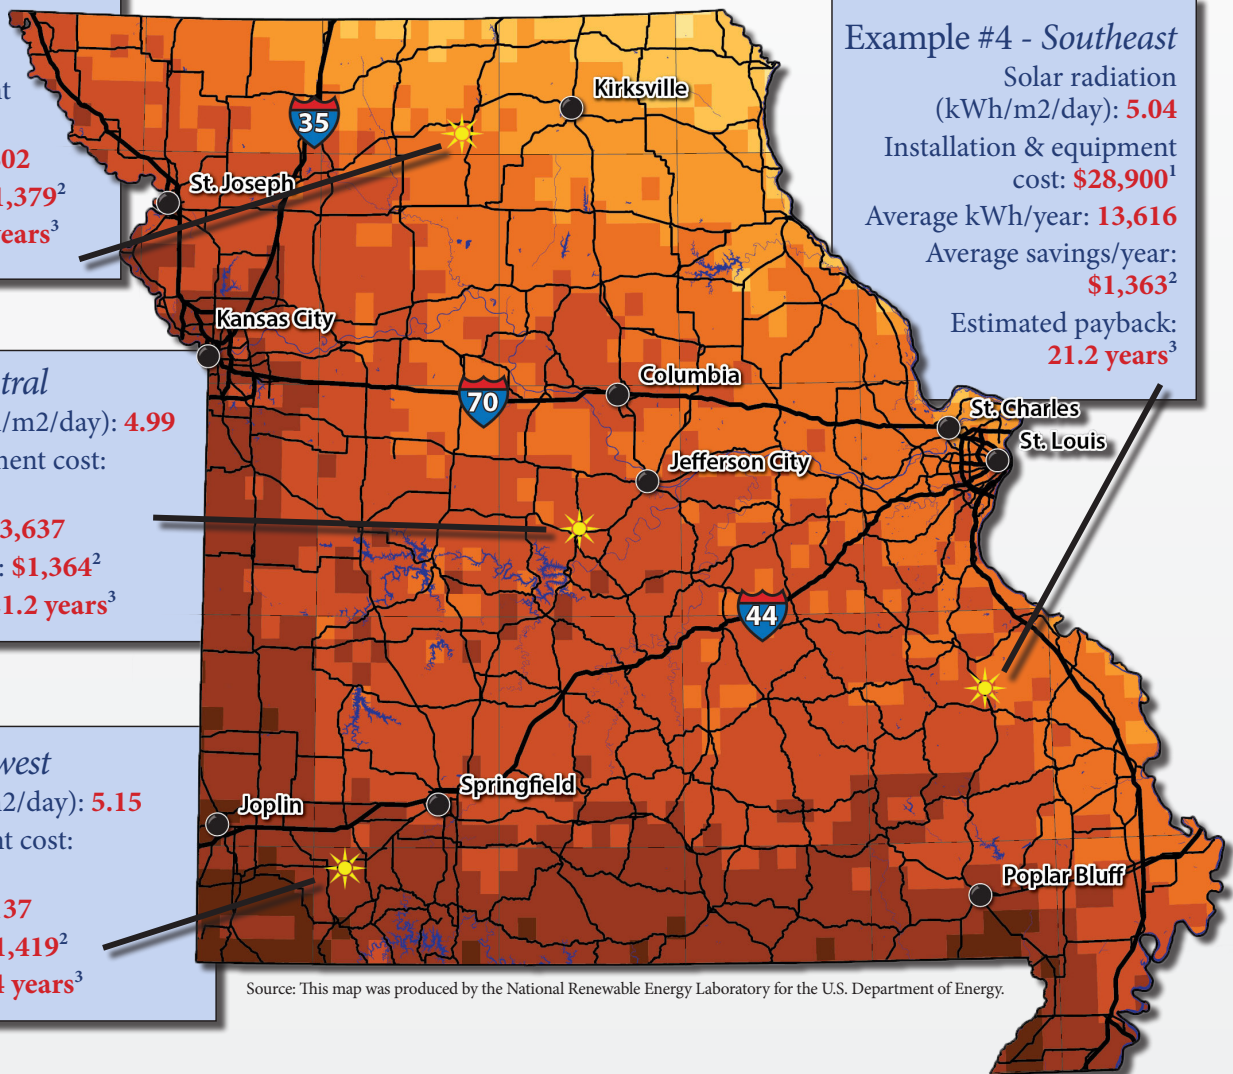 Example #4 - Southeast
Solar radiation
(kWh/m2/day): 5.04
Installation & equipment
cost: $28,900¹
Average kWh/year: 13,616
Average savings/year:
$1,363²
Estimated payback:
21.2 years³
02
1,379²
years³
tral
/m2/day): 4.99
ment cost:
3,637
: $1,364²
1.2 years³
west
2/day): 5.15
nt cost:
37
1,419²
years³
35
Kirksville
St. Joseph
Kansas City
70
Columbia
St. Charles
St. Louis
Jefferson City
44
Springfield
Joplin
Poplar Bluff
Source: This map was produced by the National Renewable Energy Laboratory for the U.S. Department of Energy.